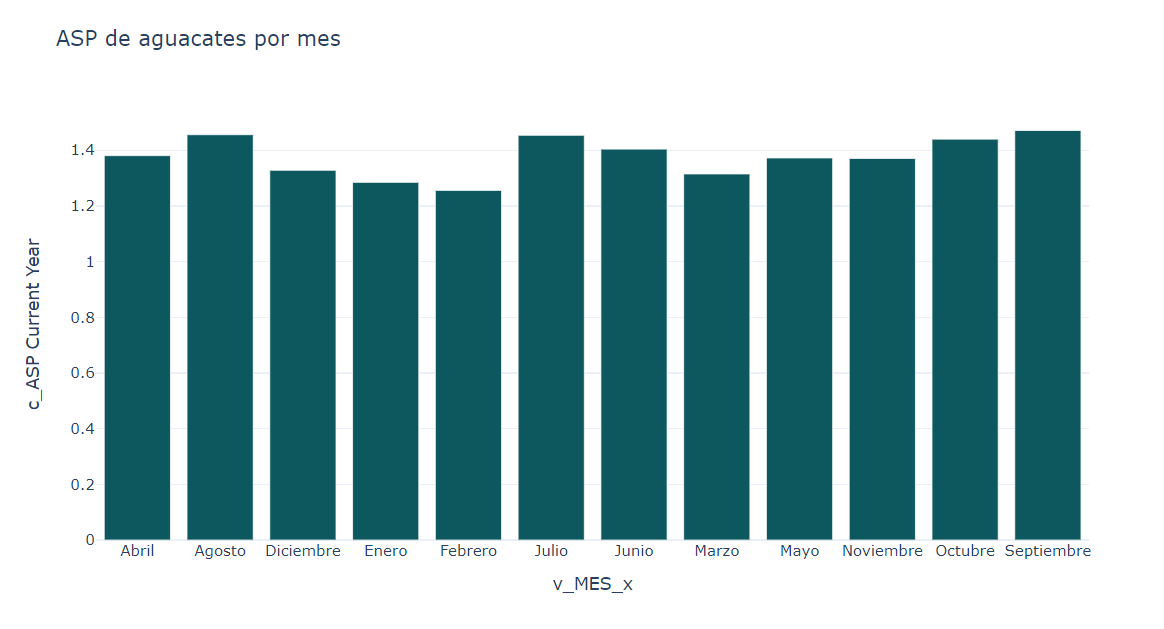 ASP de aguacates por mes
c_ASP Current Year
1.4
1.2
1
0.8
0.6
0.4
0.2
0
Abril Agosto Diciembre Enero Febrero Julio Junio Marzo Mayo Noviembre Octubre Septiembre
v_MES_x